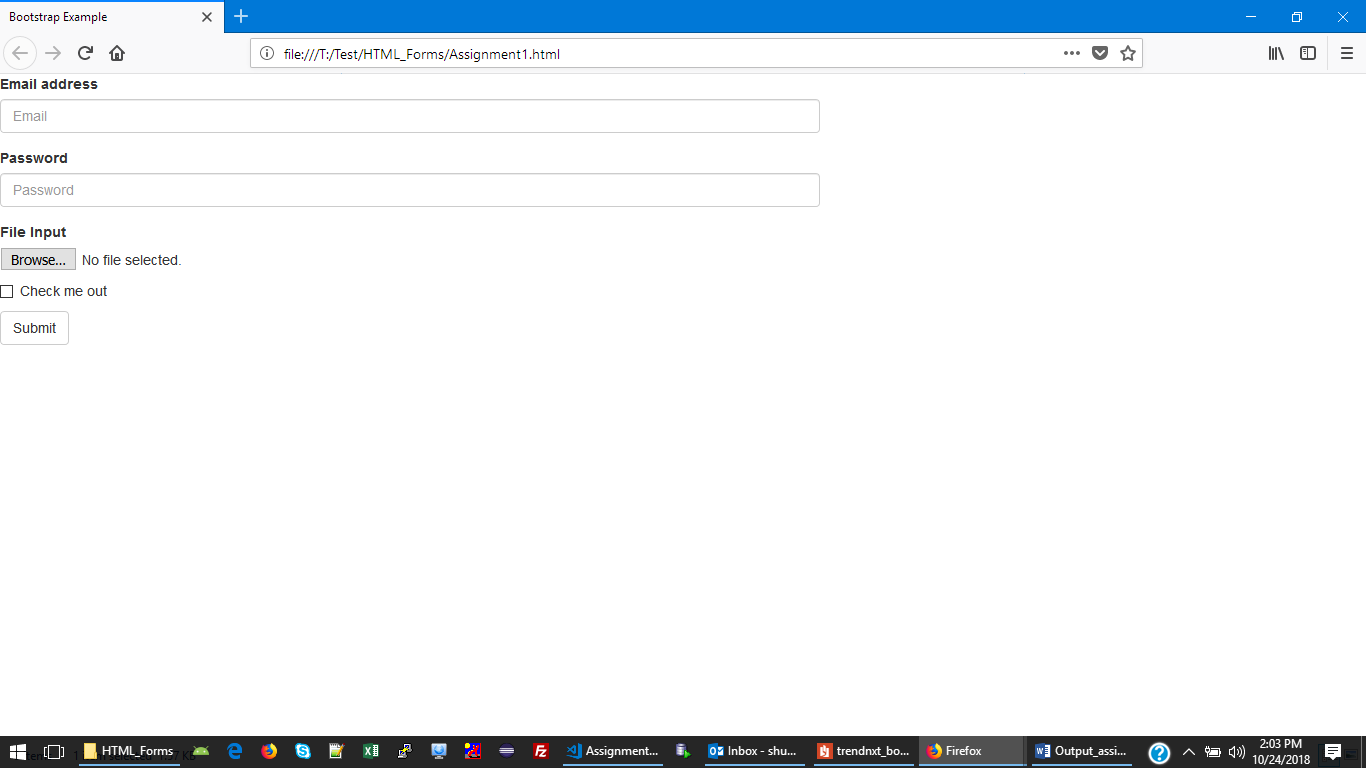 Bootstrap Example
file:///T:/Test/HTML_Forms/Assignment1.html
Email address
Email
Password
Password
File Input
Browse... No file selected.
Check me out
Submit
HTML_Forms
Assignment...
Inbox - shu...
trendnxt_bo...
Firefox
Output_assi...
2:03 PM
10/24/2018